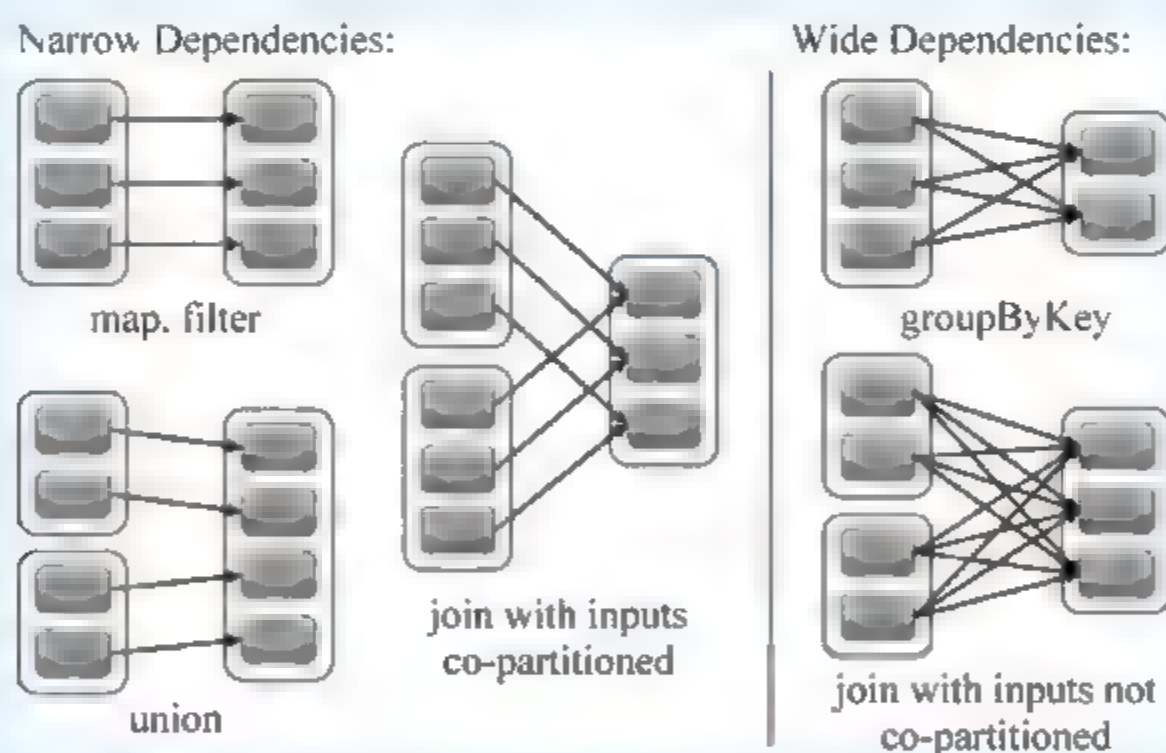 Narrow Dependencies:
map. filter
union
join with inputs
co-partitioned
Wide Dependencies:
groupByKey
join with inputs not
co-partitioned